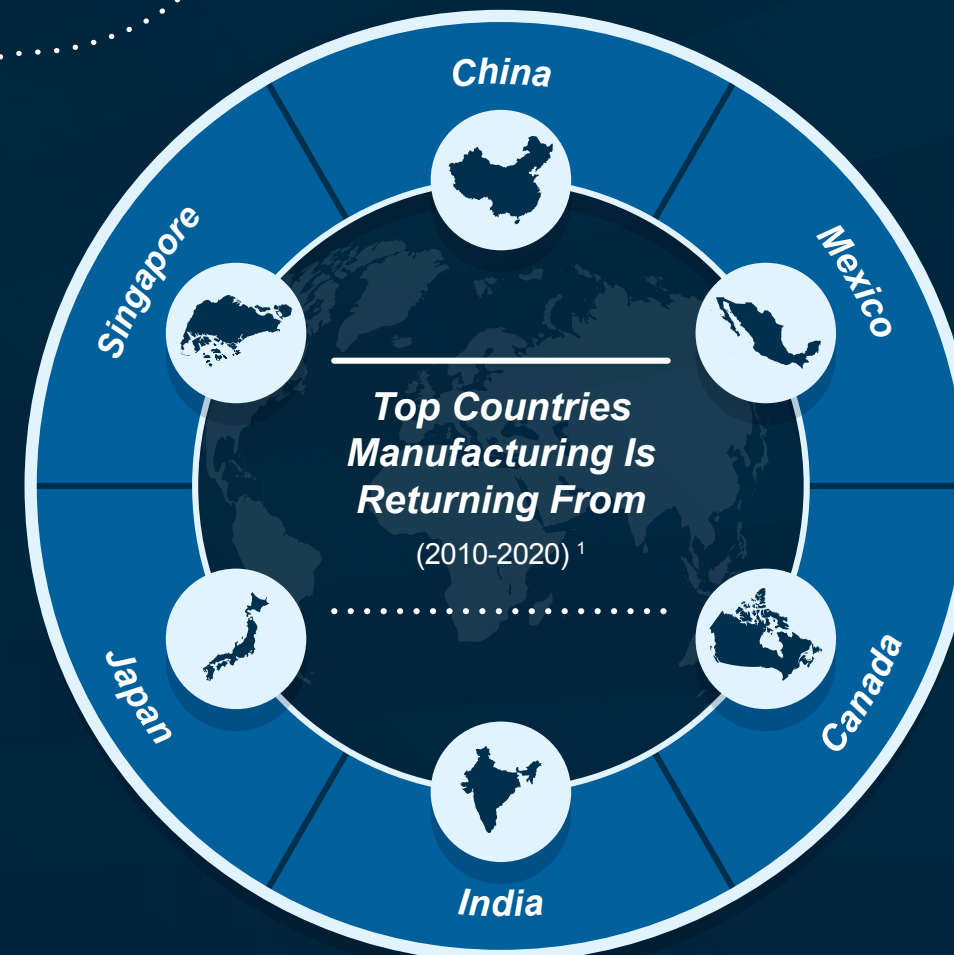 China
Mexico
Canada
India
Japan
Singapore
Top Countries
Manufacturing Is
Returning From
(2010-2020) 1